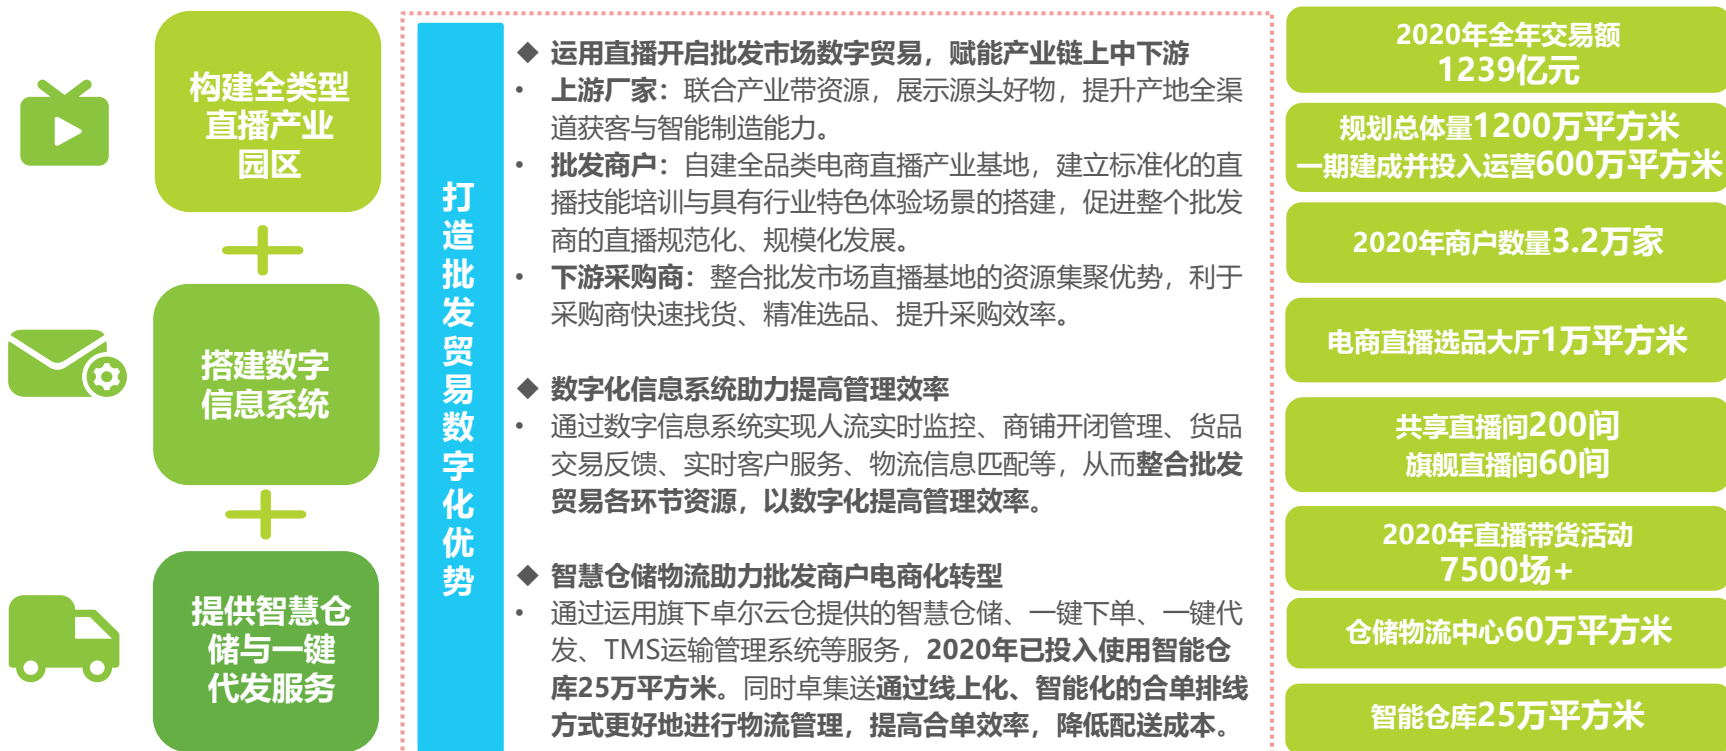 构建全类型
直播产业
园区
搭建数字
信息系统
提供智慧仓
储与一键
代发服务
打造批发贸易数字化优势
◆ 运用直播开启批发市场数字贸易，赋能产业链上中下游
• 上游厂家：联合产业带资源，展示源头好物，提升产地全渠
道获客与智能制造能力。
• 批发商户：自建全品类电商直播产业基地，建立标准化的直
播技能培训与具有行业特色体验场景的搭建，促进整个批发
商的直播规范化、规模化发展。
• 下游采购商：整合批发市场直播基地的资源集聚优势，利于
采购商快速找货、精准选品、提升采购效率。
◆ 数字化信息系统助力提高管理效率
• 通过数字信息系统实现人流实时监控、商铺开闭管理、货品
交易反馈、实时客户服务、物流信息匹配等，从而整合批发
贸易各环节资源，以数字化提高管理效率。
◆ 智慧仓储物流助力批发商户电商化转型
• 通过运用旗下卓尔云仓提供的智慧仓储、一键下单、一键代
发、TMS运输管理系统等服务，2020年已投入使用智能仓
库25万平方米。同时卓集送通过线上化、智能化的合单排线
方式更好地进行物流管理，提高合单效率，降低配送成本。
2020年全年交易额
1239亿元
规划总体量1200万平方米
一期建成并投入运营600万平方米
2020年商户数量3.2万家
电商直播选品大厅1万平方米
共享直播间200间
旗舰直播间60间
2020年直播带货活动
7500场+
仓储物流中心60万平方米
智能仓库25万平方米